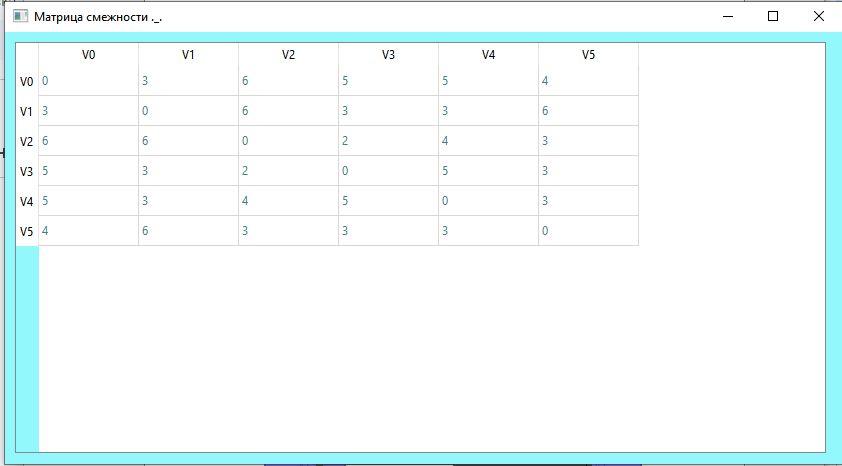 Матрица смежности ._.
V0 V1 V2 V3 V4 V5
V0 0 3 6 5 5 4
V1 3 0 6 3 3 6
V2 6 6 0 2 4 3
V3 5 3 2 0 5 3
V4 5 3 4 5 0 3
V5 4 6 3 3 3 0